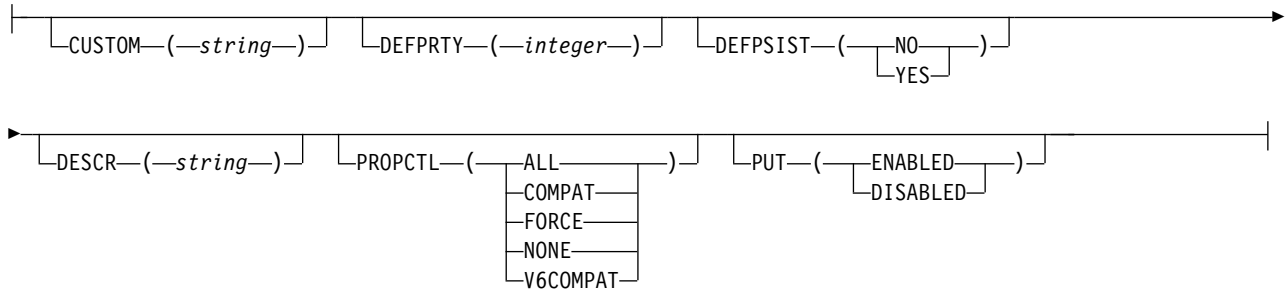 CUSTOM ( string ) DEFPRTY ( integer ) DEFPSIST ( NO )
YES
DESCR ( string ) PROPCTL ( ALL ) PUT ( ENABLED )
COMPAT DISABLED
FORCE
NONE
V6COMPAT